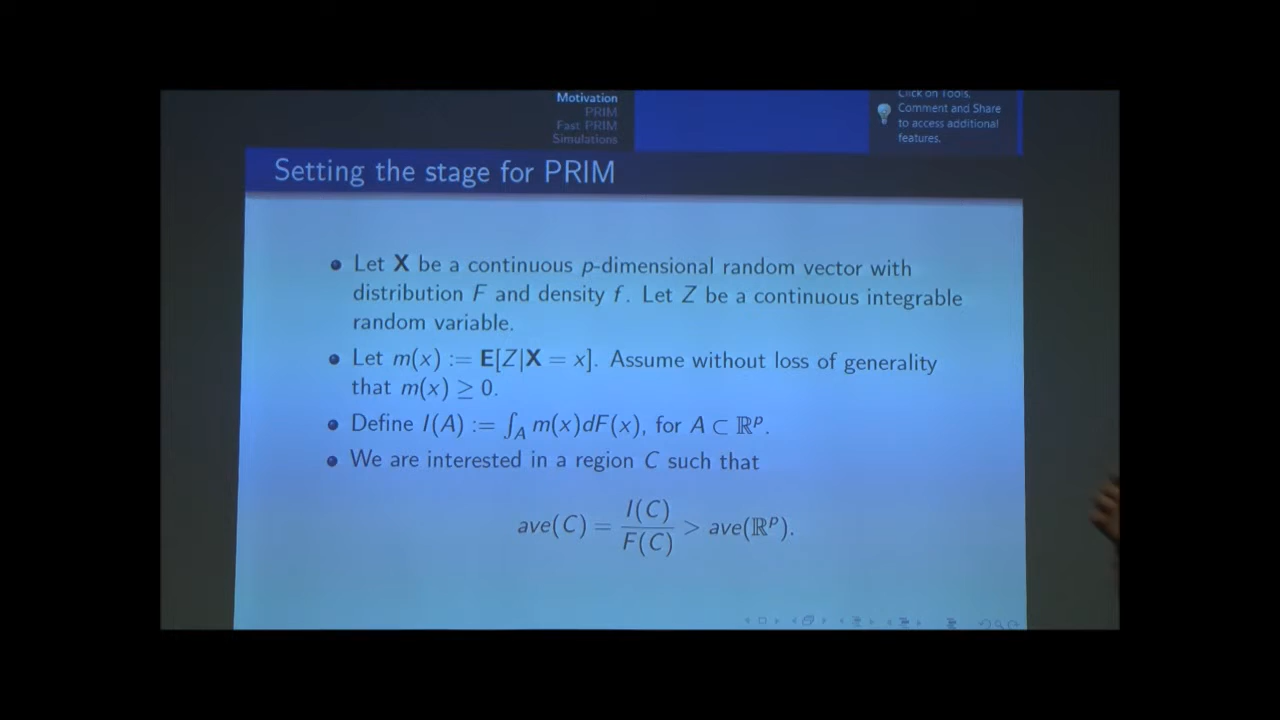 Motivation
PRIM
Fast PRIM
Simulations
Click on Tools,
Comment and Share
to access additional
features.
Setting the stage for PRIM
Let X be a continuous p-dimensional random vector with
distribution F and density f. Let Z be a continuous integrable
random variable.
Let m(x) := E[Z|X = x]. Assume without loss of generality
that m(x) ≥ 0.
Define I(A) := ∫_A m(x)dF(x), for A ⊂ ℝ^p.
We are interested in a region C such that
ave(C) = I(C)/F(C) > ave(ℝ^p).